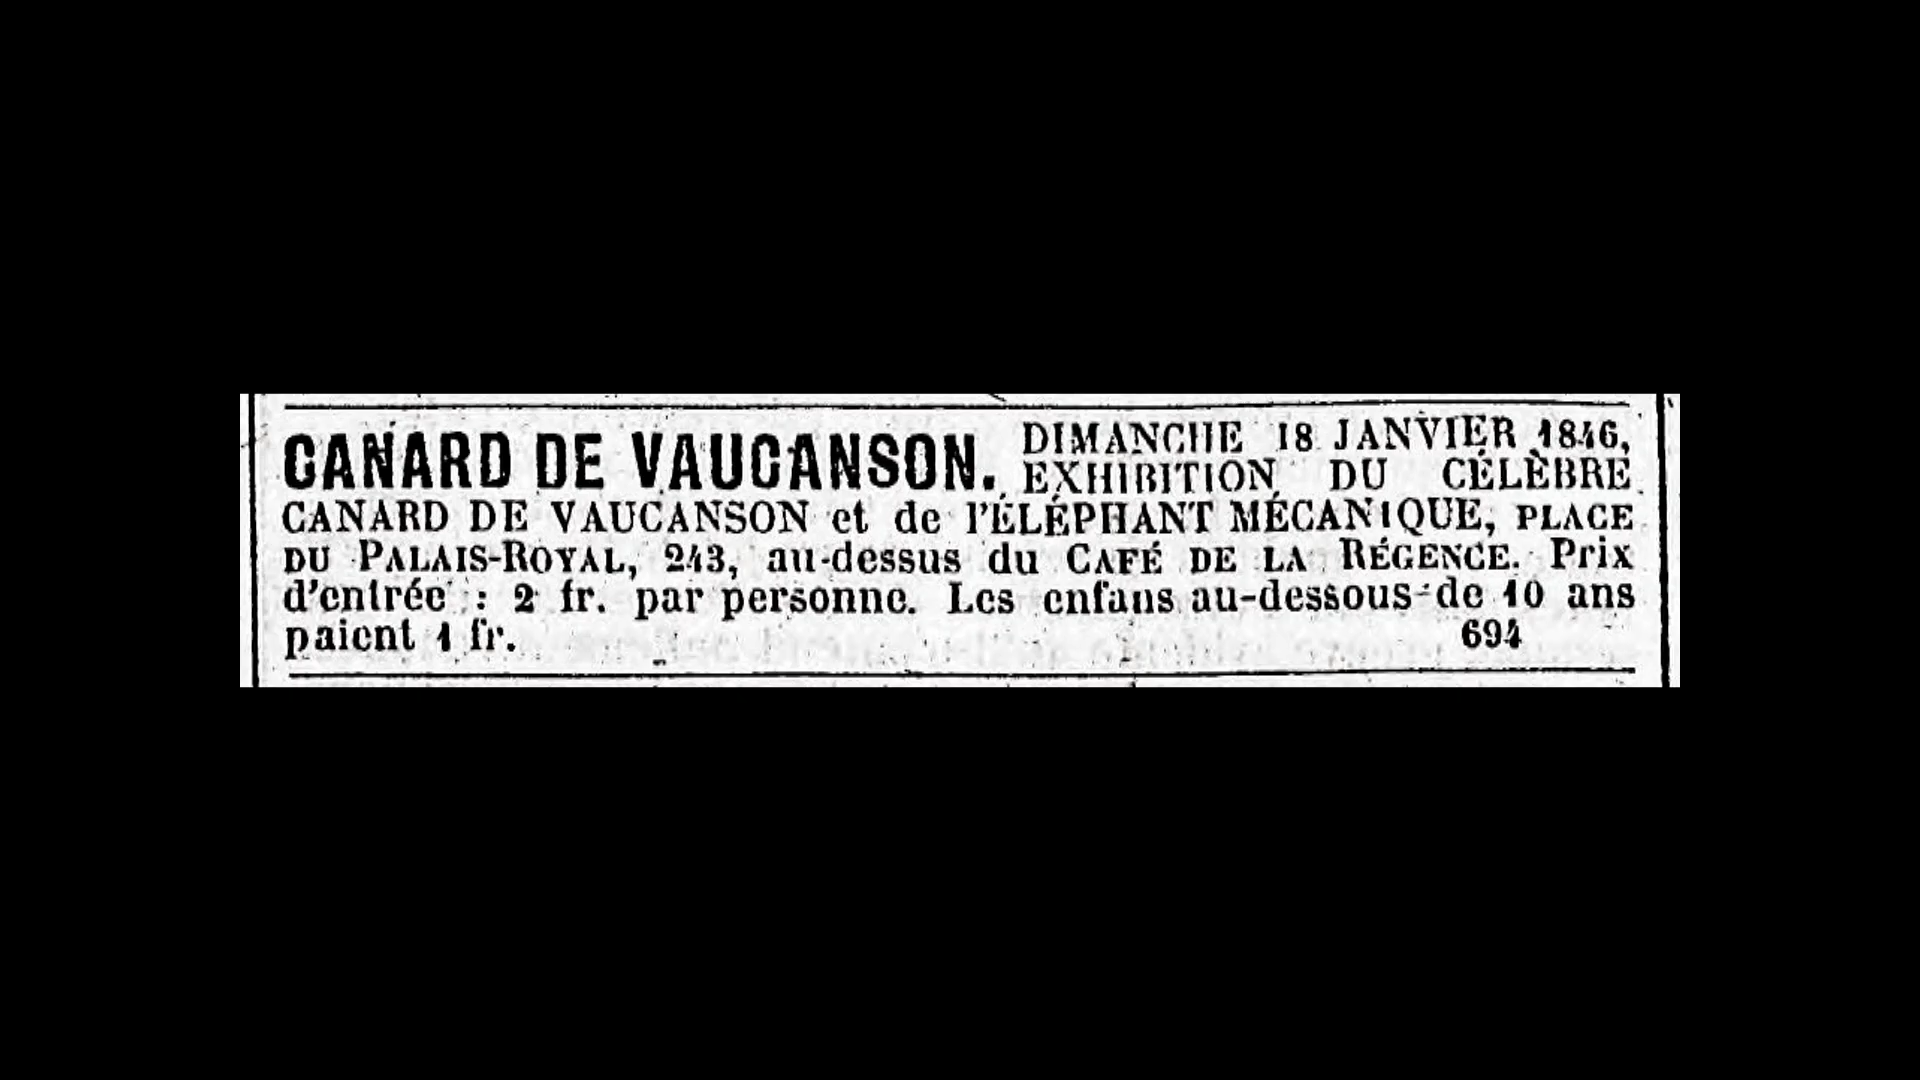 CANARD DE VAUCANSON. DIMANCHE 18 JANVIER 1846,
EXHIBITION DU CÉLÈBRE
CANARD DE VAUCANSON et de l'ÉLÉPHANT MÉCANIQUE, PLACE
DU PALAIS-ROYAL, 243, au-dessus du CAFÉ DE LA RÉGENCE. Prix
d'entrée : 2 fr. par personne. Les enfans au-dessous de 10 ans
paient 1 fr. 694